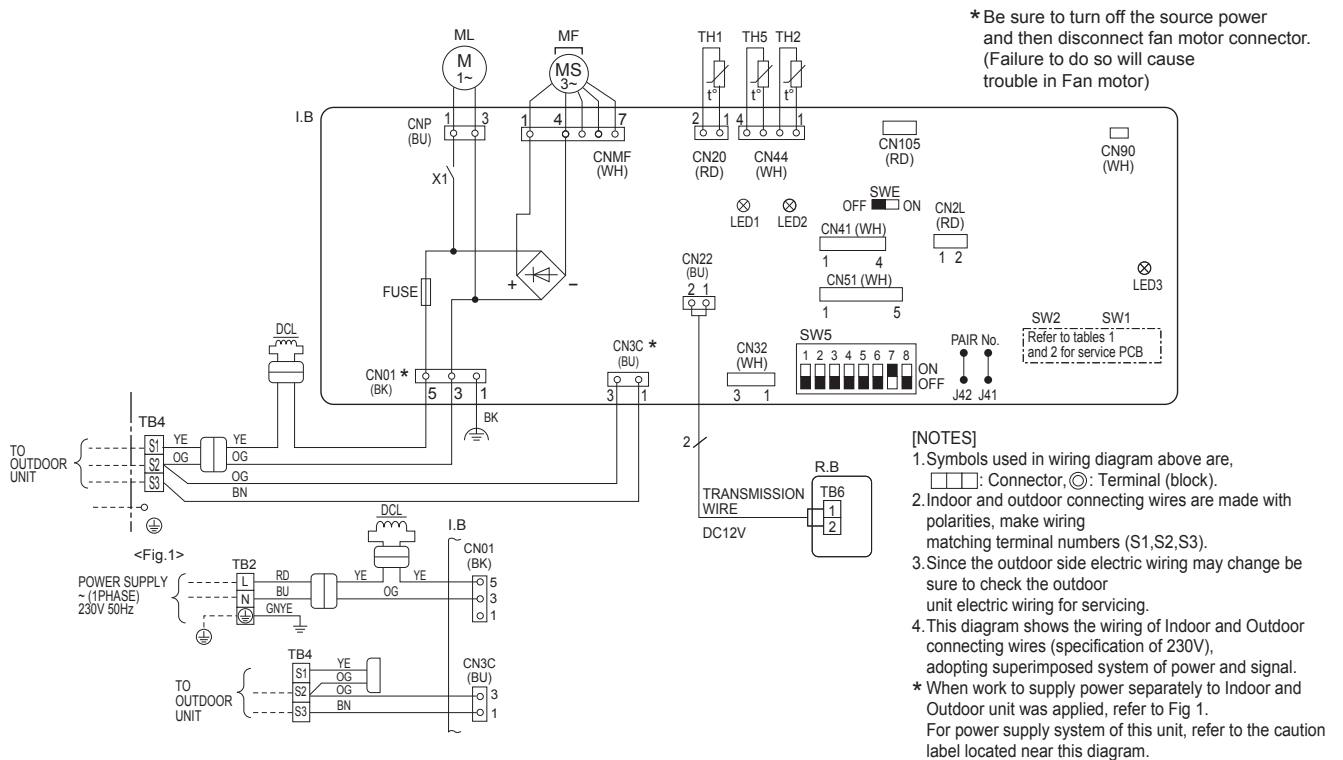 * Be sure to turn off the source power
and then disconnect fan motor connector.
(Failure to do so will cause
trouble in Fan motor)
ML
M
1~
MF
MS
3~
TH1 TH5 TH2
t° t° t°
I.B
1 3
CNP
(BU)
1 4 7
CNMF
(WH)
2 1
CN20
(RD)
4 1
CN44
(WH)
CN105
(RD)
CN90
(WH)
X1
LED1
LED2
SWE
OFF ON
CN2L
(RD)
1 2
CN41 (WH)
1 4
CN51 (WH)
1 5
CN22
(BU)
2 1
LED3
FUSE
+ −
DCL
CN01 *
(BK)
5 3 1
BK
CN3C *
(BU)
3 1
CN32
(WH)
3 1
SW5
1 2 3 4 5 6 7 8
ON
OFF
PAIR No.
J42 J41
SW2 SW1
Refer to tables 1
and 2 for service PCB
TB4
TO
OUTDOOR
UNIT
S1 YE YE
S2 OG OG
OG
S3 BN
2
TRANSMISSION
WIRE
DC12V
R.B
TB6
1
2
<Fig.1>
POWER SUPPLY
~ (1PHASE)
230V 50Hz
TB2
L RD YE YE
N BU OG
GNYE
DCL
I.B
CN01
(BK)
5
3
1
TB4
TO
OUTDOOR
UNIT
S1 YE
OG
S2 OG
S3 BN
CN3C
(BU)
3
1
[NOTES]
1.Symbols used in wiring diagram above are,
: Connector, : Terminal (block).
2.Indoor and outdoor connecting wires are made with
polarities, make wiring
matching terminal numbers (S1,S2,S3).
3.Since the outdoor side electric wiring may change be
sure to check the outdoor
unit electric wiring for servicing.
4.This diagram shows the wiring of Indoor and Outdoor
connecting wires (specification of 230V),
adopting superimposed system of power and signal.
* When work to supply power separately to Indoor and
Outdoor unit was applied, refer to Fig 1.
For power supply system of this unit, refer to the caution
label located near this diagram.